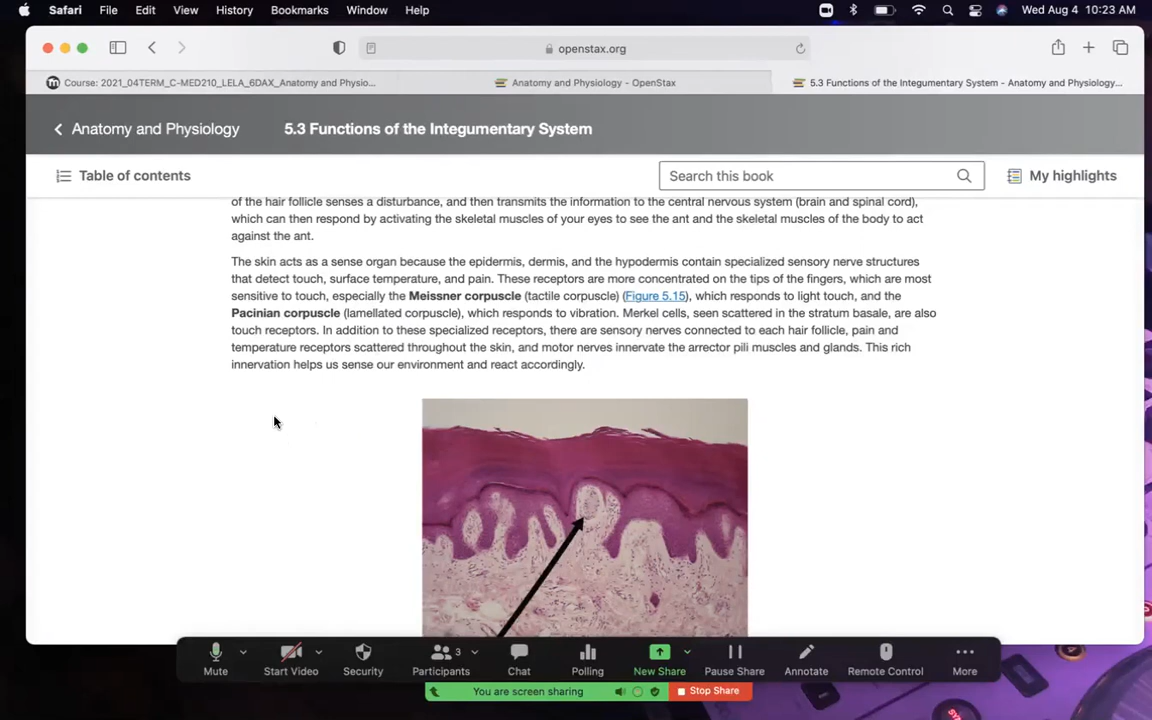 Safari File Edit View History Bookmarks Window Help Wed Aug 4 10:23 AM
openstax.org
Course: 2021_04TERM_C-MED210_LELA_6DAX_Anatomy and Physio... Anatomy and Physiology - OpenStax 5.3 Functions of the Integumentary System - Anatomy and Physiology...
Anatomy and Physiology 5.3 Functions of the Integumentary System
Table of contents Search this book My highlights
of the hair follicle senses a disturbance, and then transmits the information to the central nervous system (brain and spinal cord),
which can then respond by activating the skeletal muscles of your eyes to see the ant and the skeletal muscles of the body to act
against the ant.
The skin acts as a sense organ because the epidermis, dermis, and the hypodermis contain specialized sensory nerve structures
that detect touch, surface temperature, and pain. These receptors are more concentrated on the tips of the fingers, which are most
sensitive to touch, especially the Meissner corpuscle (tactile corpuscle) (Figure 5.15), which responds to light touch, and the
Pacinian corpuscle (lamellated corpuscle), which responds to vibration. Merkel cells, seen scattered in the stratum basale, are also
touch receptors. In addition to these specialized receptors, there are sensory nerves connected to each hair follicle, pain and
temperature receptors scattered throughout the skin, and motor nerves innervate the arrector pili muscles and glands. This rich
innervation helps us sense our environment and react accordingly.
Mute Start Video Security Participants 3 Chat Polling New Share Pause Share Annotate Remote Control More
You are screen sharing Stop Share